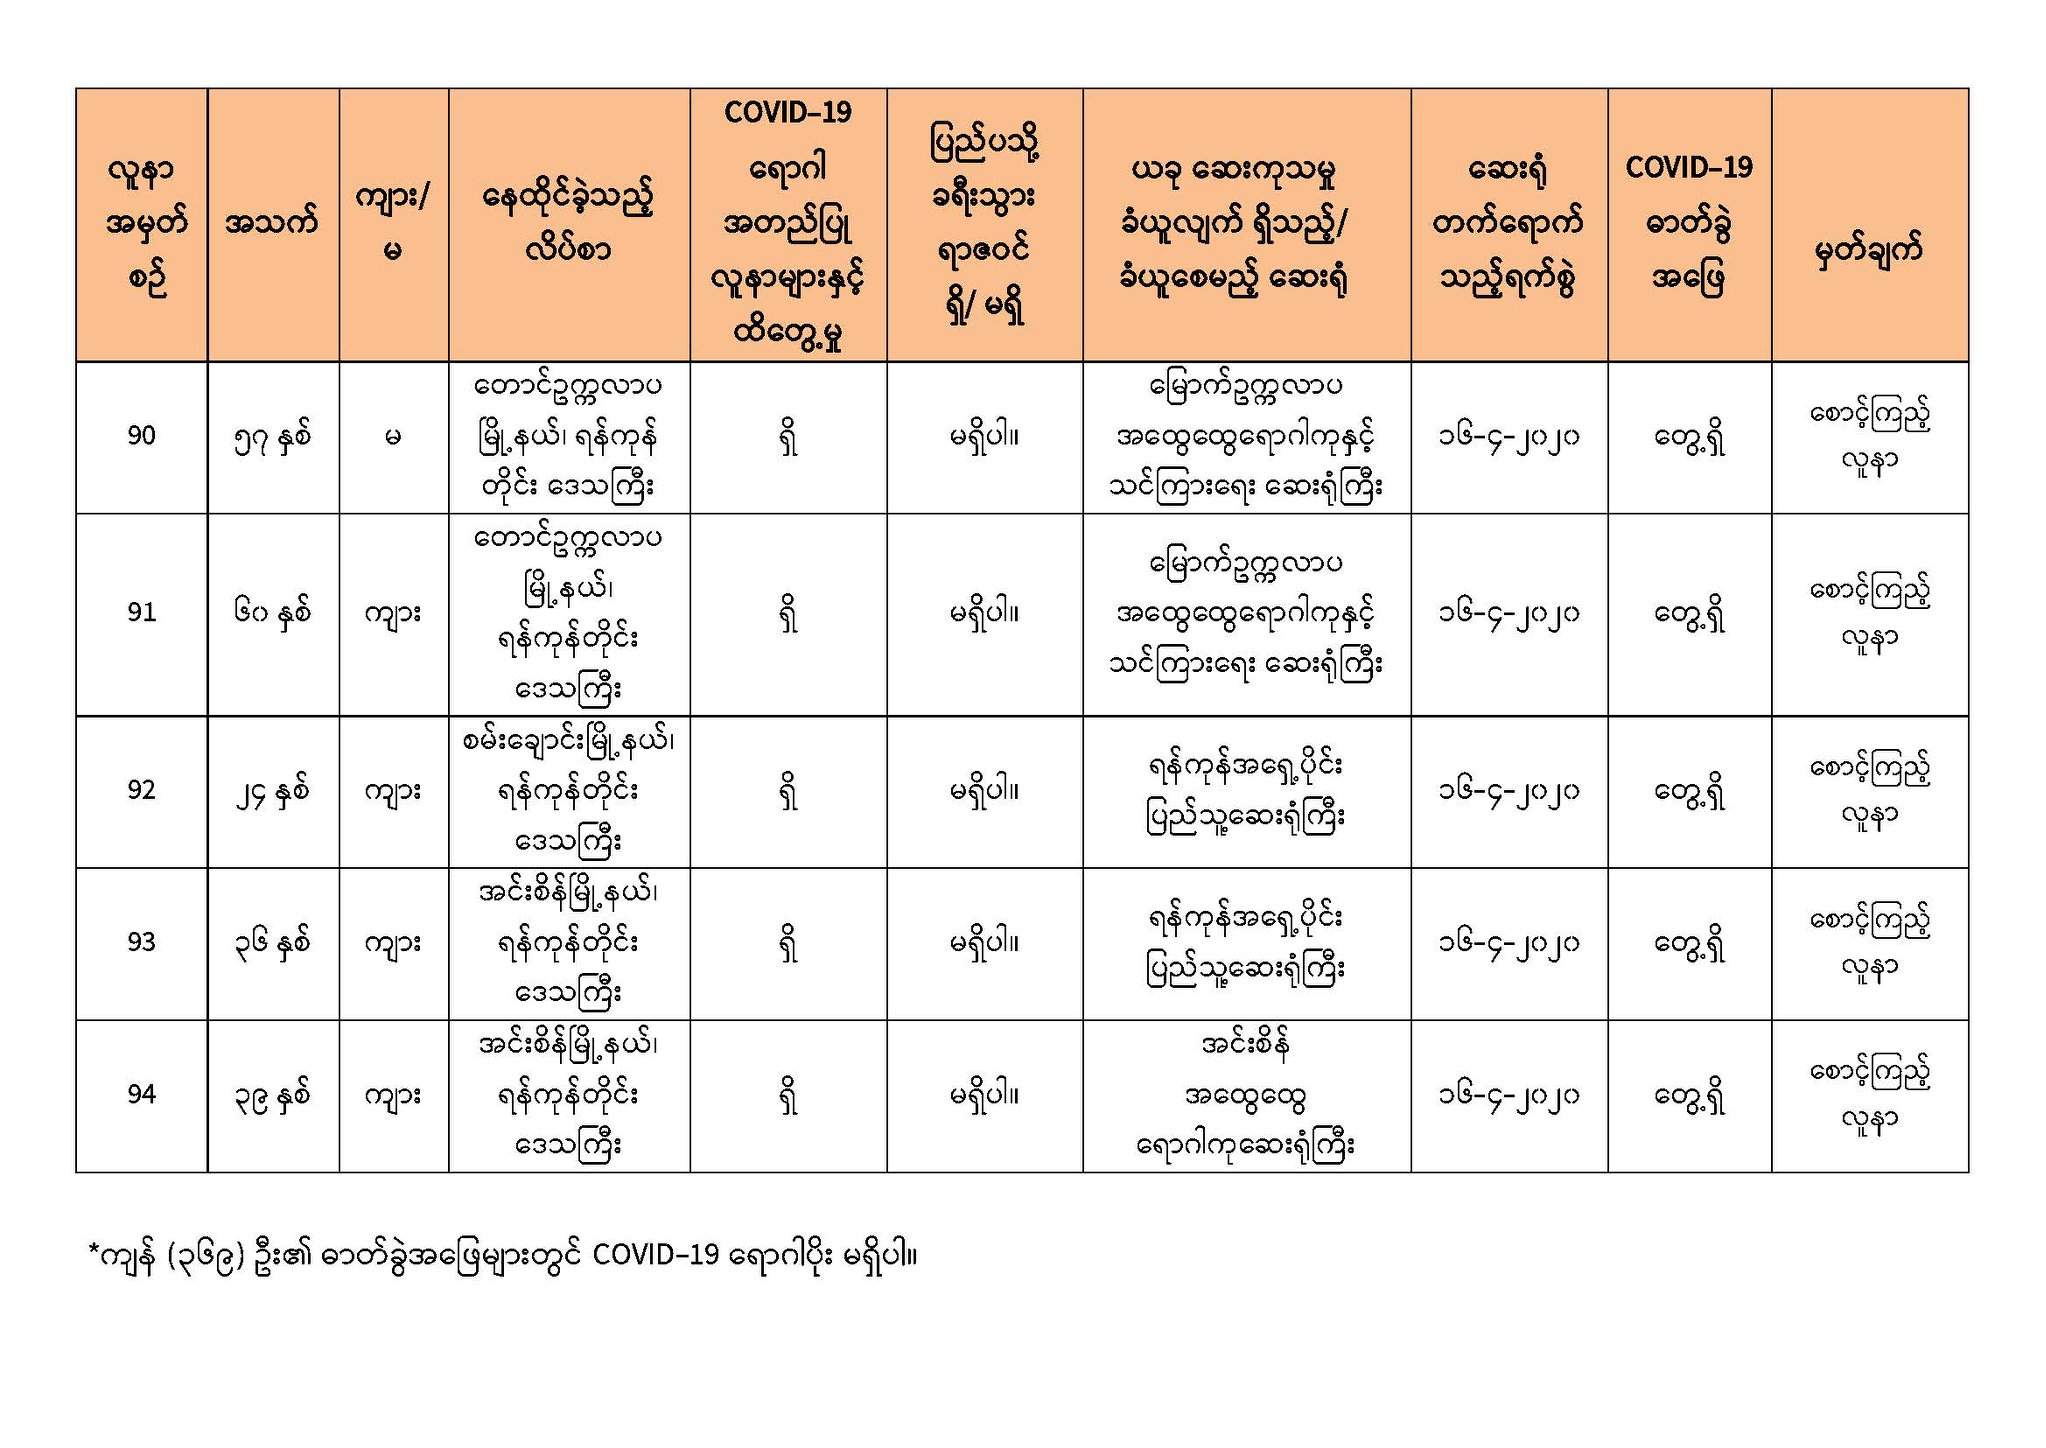 လူနာ
အမှတ်
စဉ်
အသက်
ကျား/
မ
နေထိုင်ခဲ့သည့်
လိပ်စာ
COVID–19
ရောဂါ
အတည်ပြု
လူနာများနှင့်
ထိတွေ့မှု
ပြည်ပသို့
ခရီးသွား
ရာဇဝင်
ရှိ/ မရှိ
ယခု ဆေးကုသမှု
ခံယူလျက် ရှိသည့်/
ခံယူစေမည့် ဆေးရုံ
ဆေးရုံ
တက်ရောက်
သည့်ရက်စွဲ
COVID–19
ဓာတ်ခွဲ
အဖြေ
မှတ်ချက်
90
၅၇ နှစ်
မ
တောင်ဥက္ကလာပ
မြို့နယ်၊ ရန်ကုန်
တိုင်း ဒေသကြီး
ရှိ
မရှိပါ။
မြောက်ဥက္ကလာပ
အထွေထွေရောဂါကုနှင့်
သင်ကြားရေး ဆေးရုံကြီး
၁၆-၄-၂၀၂၀
တွေ့ရှိ
စောင့်ကြည့်
လူနာ
91
၆၀ နှစ်
ကျား
တောင်ဥက္ကလာပ
မြို့နယ်၊
ရန်ကုန်တိုင်း
ဒေသကြီး
ရှိ
မရှိပါ။
မြောက်ဥက္ကလာပ
အထွေထွေရောဂါကုနှင့်
သင်ကြားရေး ဆေးရုံကြီး
၁၆-၄-၂၀၂၀
တွေ့ရှိ
စောင့်ကြည့်
လူနာ
92
၂၄ နှစ်
ကျား
စမ်းချောင်းမြို့နယ်၊
ရန်ကုန်တိုင်း
ဒေသကြီး
ရှိ
မရှိပါ။
ရန်ကုန်အရှေ့ပိုင်း
ပြည်သူ့ဆေးရုံကြီး
၁၆-၄-၂၀၂၀
တွေ့ရှိ
စောင့်ကြည့်
လူနာ
93
၃၆ နှစ်
ကျား
အင်းစိန်မြို့နယ်၊
ရန်ကုန်တိုင်း
ဒေသကြီး
ရှိ
မရှိပါ။
ရန်ကုန်အရှေ့ပိုင်း
ပြည်သူ့ဆေးရုံကြီး
၁၆-၄-၂၀၂၀
တွေ့ရှိ
စောင့်ကြည့်
လူနာ
94
၃၉ နှစ်
ကျား
အင်းစိန်မြို့နယ်၊
ရန်ကုန်တိုင်း
ဒေသကြီး
ရှိ
မရှိပါ။
အင်းစိန်
အထွေထွေ
ရောဂါကုဆေးရုံကြီး
၁၆-၄-၂၀၂၀
တွေ့ရှိ
စောင့်ကြည့်
လူနာ
*ကျန် (၃၆၉) ဦး၏ ဓာတ်ခွဲအဖြေများတွင် COVID–19 ရောဂါပိုး မရှိပါ။